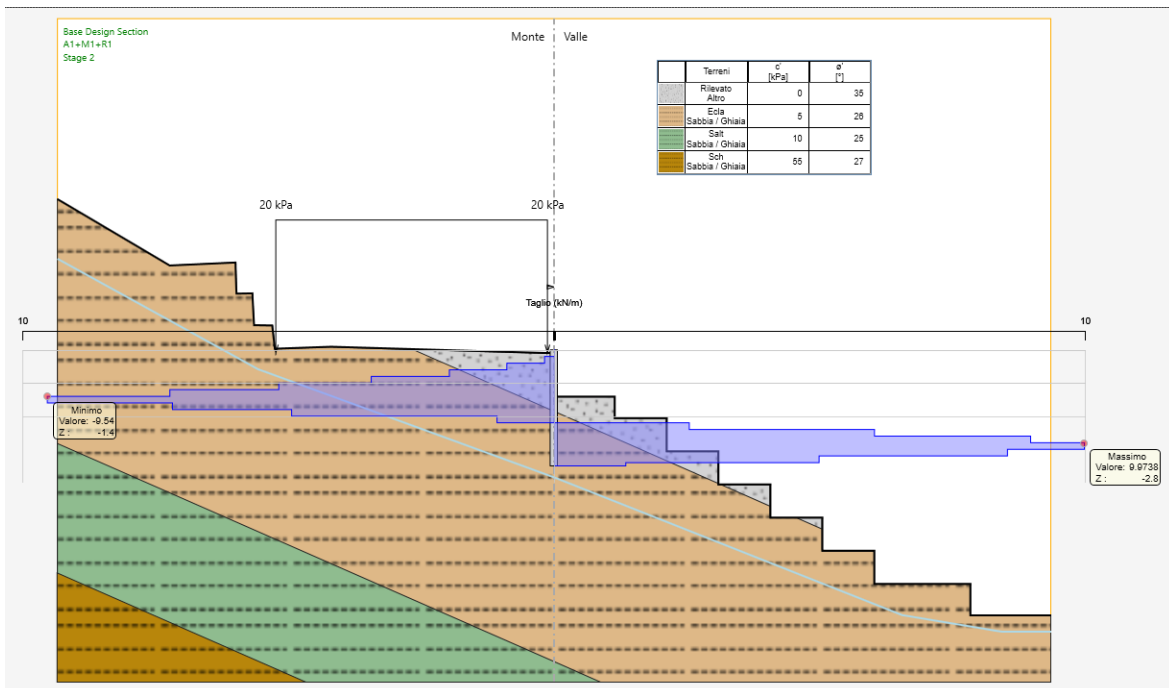 Base Design Section
A1+M1+R1
Stage 2
Monte
Valle
Terreni
c'
[kPa]
ø'
[°]
Rilevato
Altro
0
35
Ecla
Sabbia / Ghiaia
5
26
Salt
Sabbia / Ghiaia
10
25
Sch
Sabbia / Ghiaia
55
27
20 kPa
20 kPa
Taglio (kN/m)
10
10
Minimo
Valore: -9.54
Z : -1.4
Massimo
Valore: 9.9738
Z : -2.8